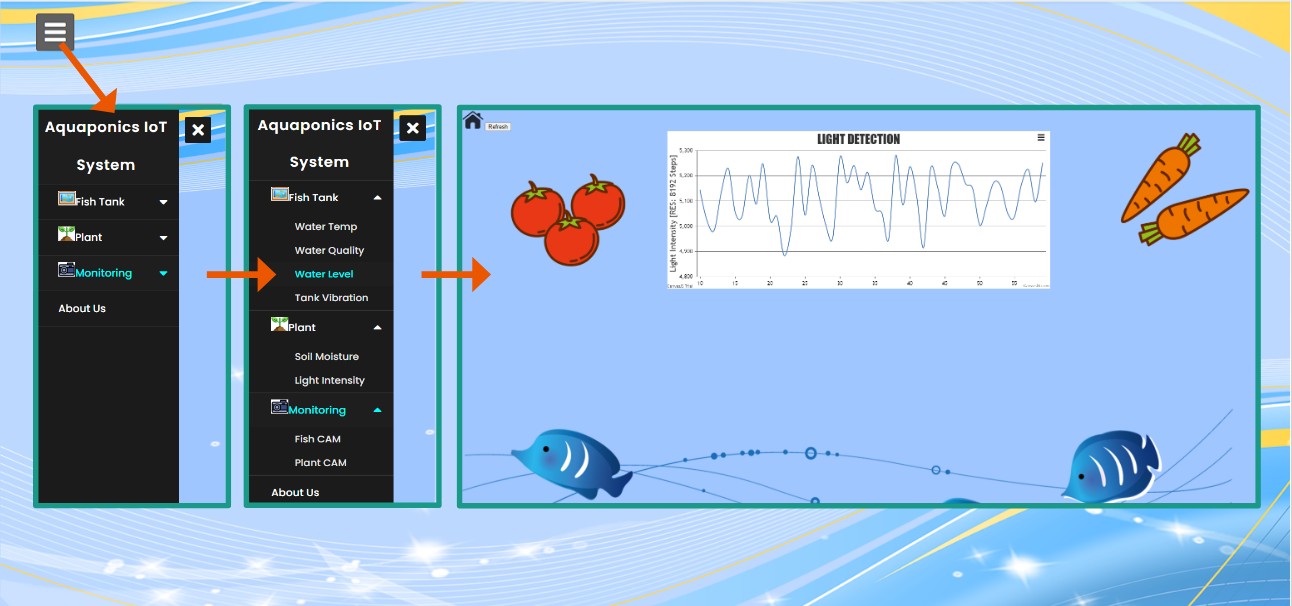 Aquaponics IoT
System
Fish Tank
Plant
Monitoring
About Us
Aquaponics IoT
System
Fish Tank
Water Temp
Water Quality
Water Level
Tank Vibration
Plant
Soil Moisture
Light Intensity
Monitoring
Fish CAM
Plant CAM
About Us
Refresh
LIGHT DETECTION
Light Intensity [RES: 8192 Steps]
5,300
5,200
5,100
5,000
4,900
4,800
10 15 20 25 30 35 40 45 50 55